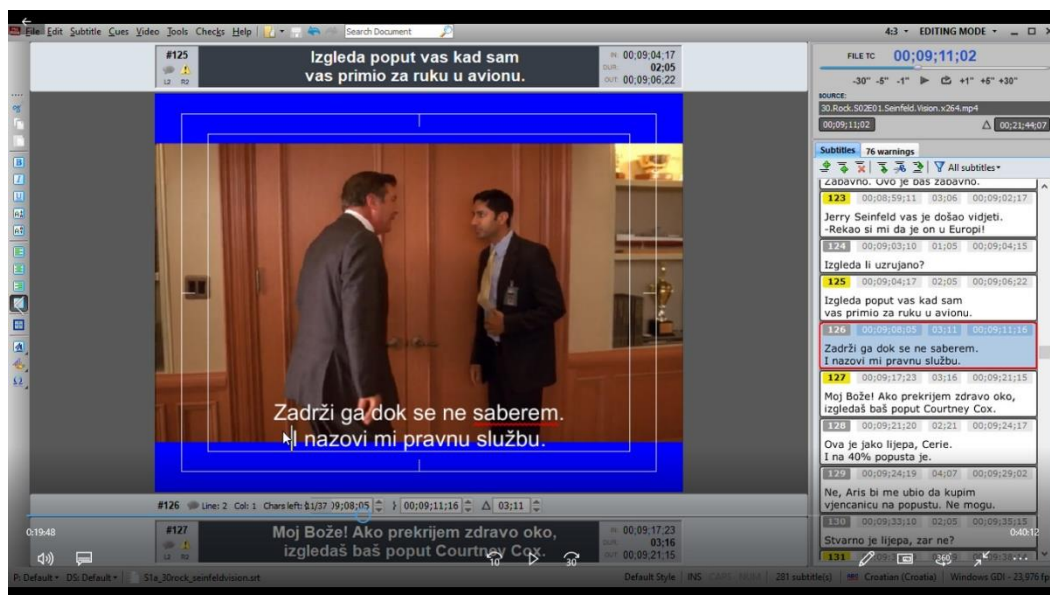 File Edit Subtitle Cues Video Tools Checks Help Search Document 4:3 EDITING MODE
#125
L2 R2
Izgleda poput vas kad sam
vas primio za ruku u avionu.
IN: 00:09:04;17
DUR: 02;05
OUT: 00:09:06;22
FILE TC 00;09;11;02
-30" -5" -1" +1" +5" +30"
SOURCE:
30.Rock.S02E01.Seinfeld.Vision.x264.mp4
00;09;11;02 Δ 00;21;44;07
Subtitles 76 warnings
All subtitles
Zabavno. Ovo je baš zabavno.
123 00;08;59;11 03;06 00;09;02;17
Jerry Seinfeld vas je došao vidjeti.
-Rekao si mi da je on u Europi!
124 00;09;03;10 01;05 00;09;04;15
Izgleda li uzrujano?
125 00;09;04;17 02;05 00;09;06;22
Izgleda poput vas kad sam
vas primio za ruku u avionu.
126 00;09;08;05 03;11 00;09;11;16
Zadrži ga dok se ne saberem.
I nazovi mi pravnu službu.
127 00;09;17;23 03;16 00;09;21;15
Moj Bože! Ako prekrijem zdravo oko,
izgledaš baš poput Courtney Cox.
128 00;09;21;20 02;21 00;09;24;17
Ova je jako lijepa, Cerie.
I na 40% popusta je.
129 00;09;24;19 04;07 00;09;29;02
Ne, Aris bi me ubio da kupim
vjencanicu na popustu. Ne mogu.
130 00;09;33;10 02;05 00;09;35;15
Stvarno je lijepa, zar ne?
131
Zadrži ga dok se ne saberem.
I nazovi mi pravnu službu.
#126 Line: 2 Col: 1 Chars left: 11/37 00;09;11;16 Δ 03;11
0:19:48
#127
Moj Bože! Ako prekrijem zdravo oko,
izgledaš baš poput Courtney Cox.
00:09:17;23
03;16
00:09:21;15
0:40:12
10 30 360°
P: Default DS: Default S1a_30rock_seinfeldvision.srt Default Style INS CAPS NUM 281 subtitle(s) Croatian (Croatia) Windows GDI - 23,976